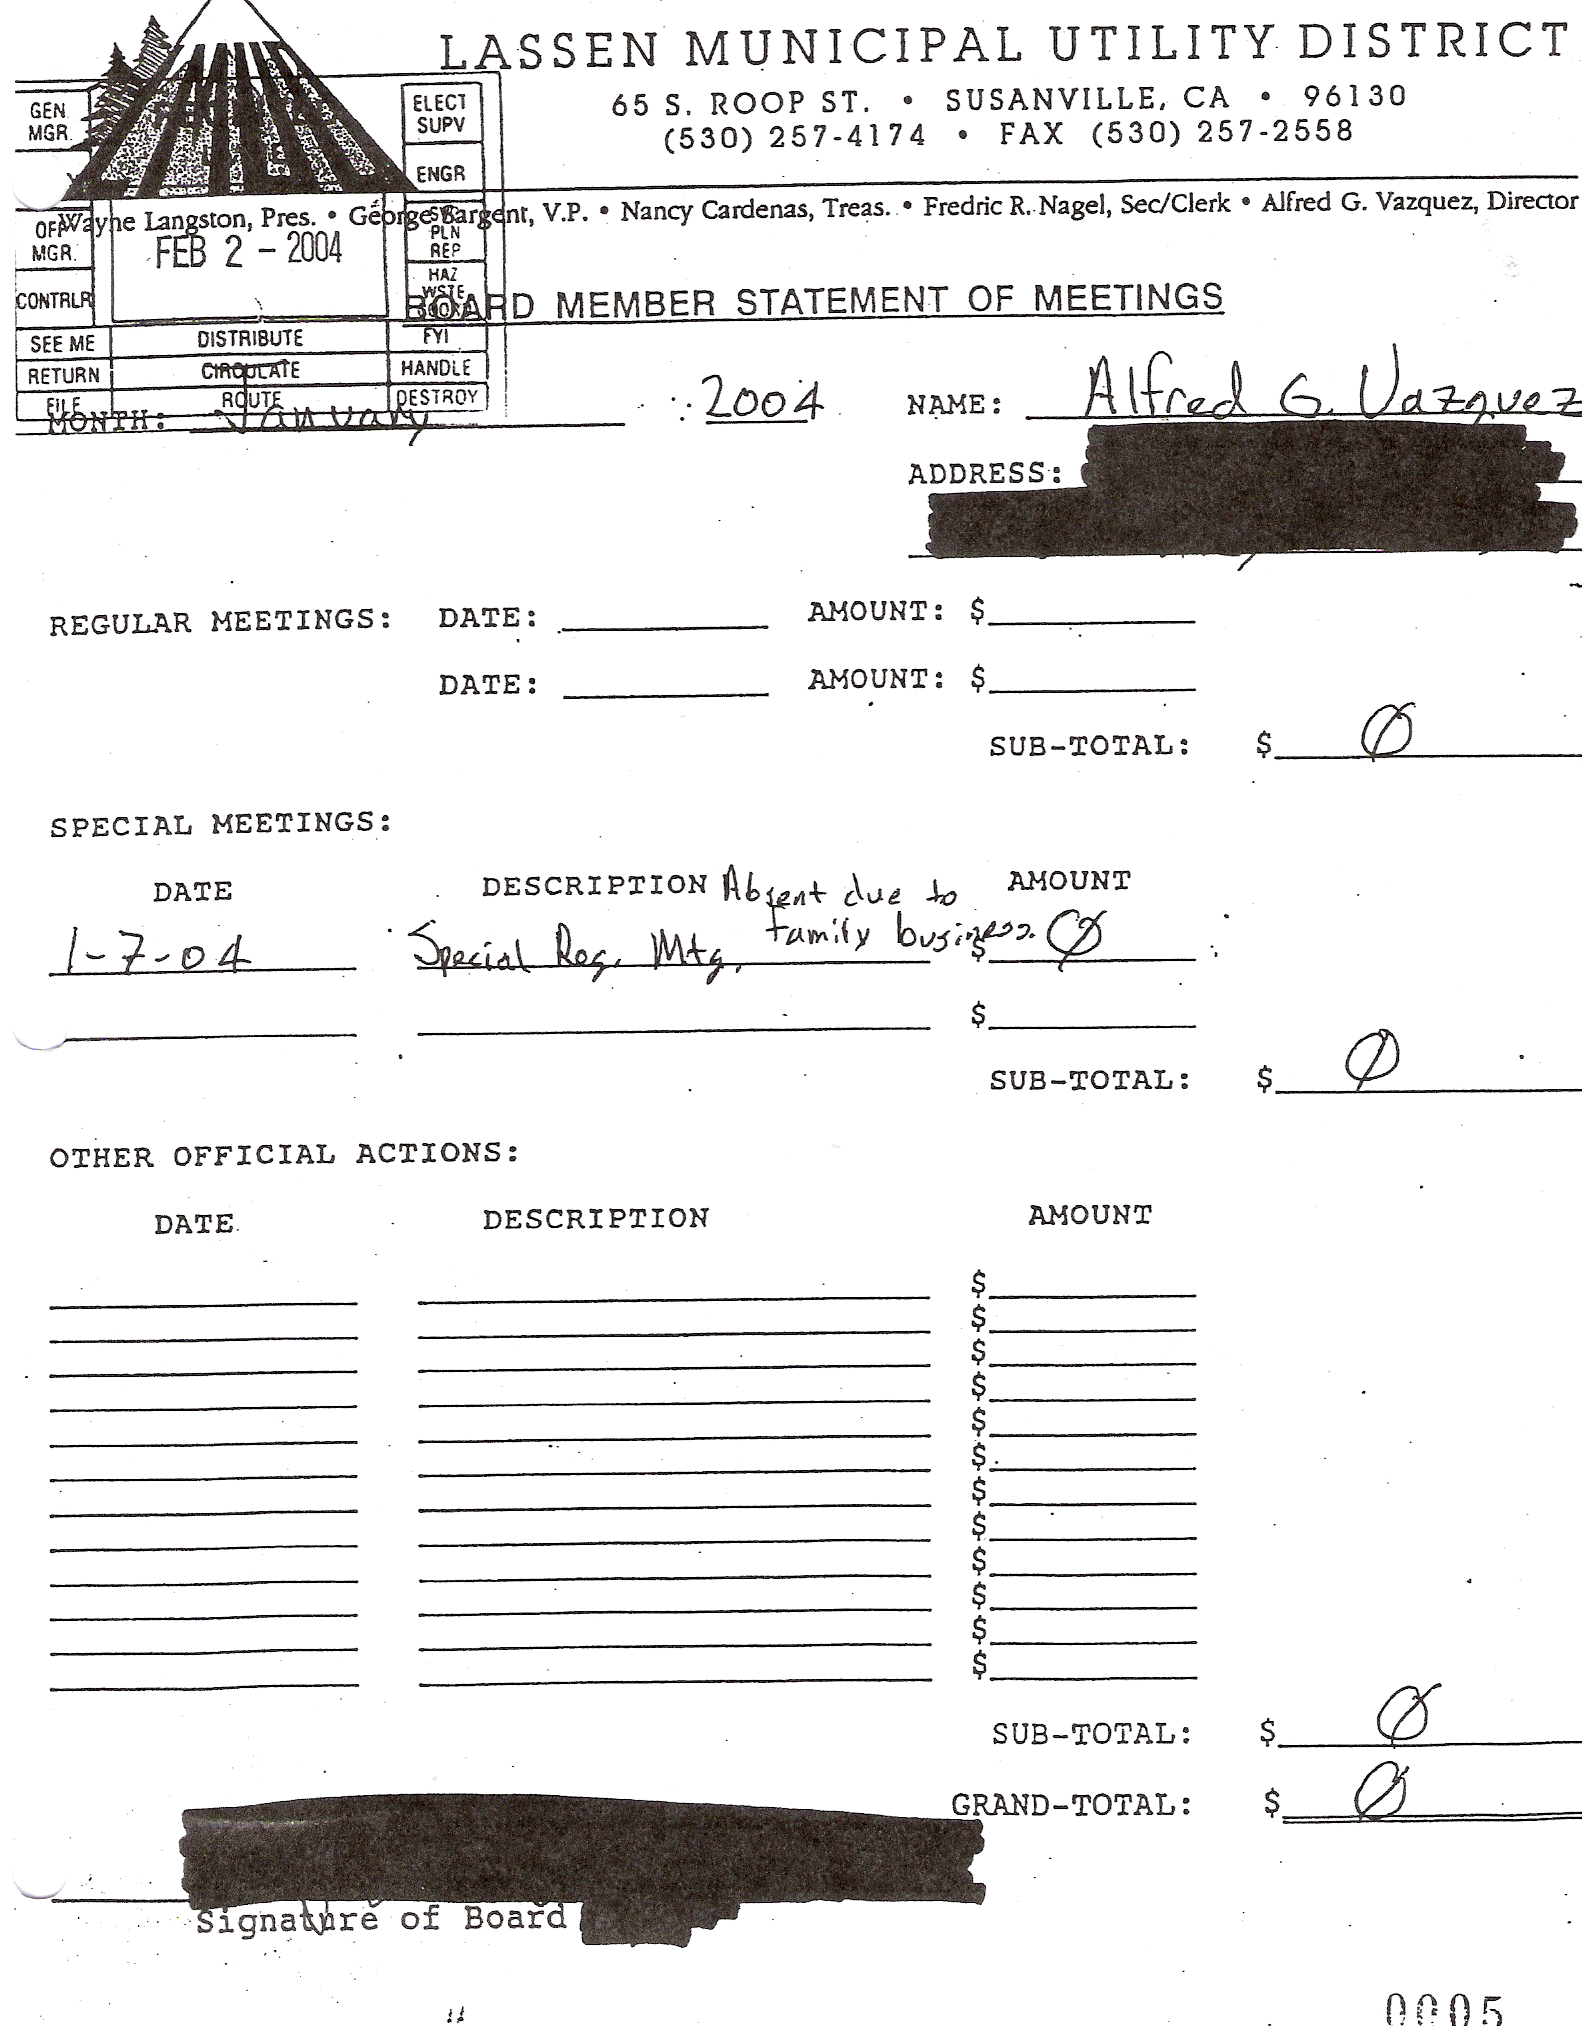 LASSEN MUNICIPAL UTILITY DISTRICT
65 S. ROOP ST. • SUSANVILLE, CA • 96130
(530) 257-4174 • FAX (530) 257-2558
Wayne Langston, Pres. • George Sargent, V.P. • Nancy Cardenas, Treas. • Fredric R. Nagel, Sec/Clerk • Alfred G. Vazquez, Director
GEN MGR.
ELECT SUPV
ENGR
OFF MGR.
FEB 2 - 2004
PLN REP
CONTRLR
HAZ WSTE
SEE ME DISTRIBUTE FYI
RETURN CIRCULATE HANDLE
FILE ROUTE DESTROY
BOARD MEMBER STATEMENT OF MEETINGS
MONTH: January 2004 NAME: Alfred G. Vazquez
ADDRESS:
REGULAR MEETINGS: DATE: AMOUNT: $
DATE: AMOUNT: $
SUB-TOTAL: $ Ø
SPECIAL MEETINGS:
DATE DESCRIPTION AMOUNT
Absent due to
family business.
1-7-04 Special Reg. Mtg. $ Ø
$
SUB-TOTAL: $ Ø
OTHER OFFICIAL ACTIONS:
DATE DESCRIPTION AMOUNT
$
$
$
$
$
$
$
$
$
$
$
$
SUB-TOTAL: $ Ø
GRAND-TOTAL: $ Ø
Signature of Board
0005